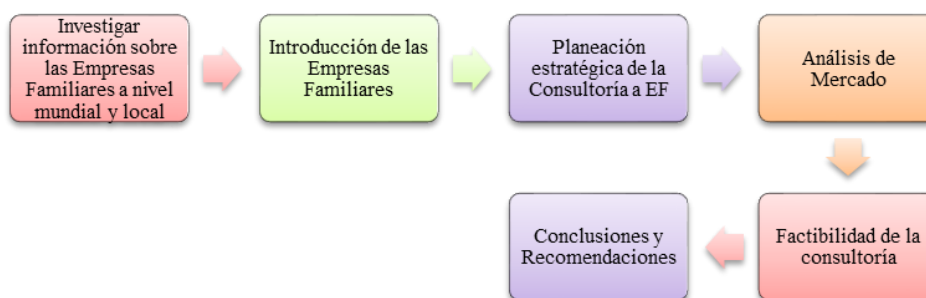 Investigar
información sobre
las Empresas
Familiares a nivel
mundial y local
Introducción de las
Empresas
Familiares
Planeación
estratégica de la
Consultoría a EF
Análisis de
Mercado
Factibilidad de la
consultoría
Conclusiones y
Recomendaciones